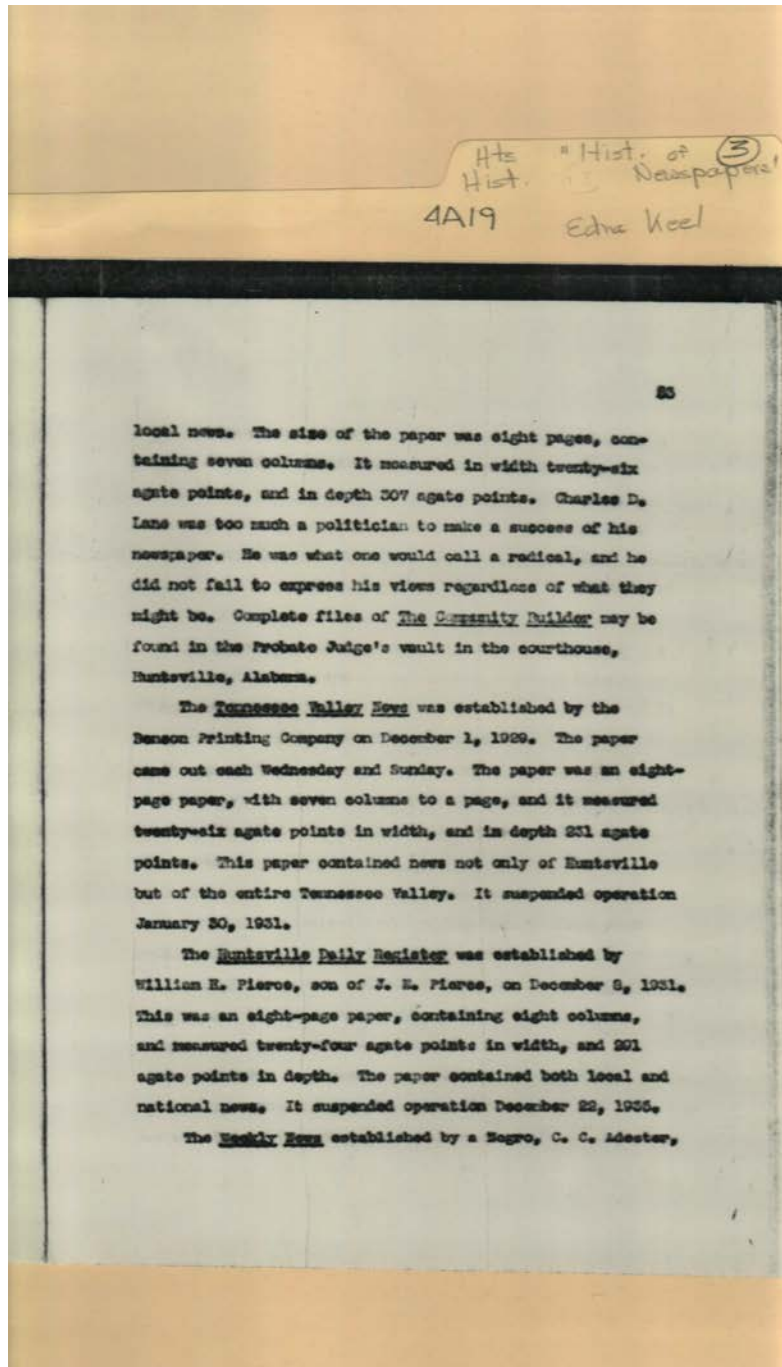 Hts "Hist. of 3
Hist. Newspapers"
4A19 Edna Keel
local news. The size of the paper was eight pages, con-
taining seven columns. It measured in width twenty-six
agate points, and in depth 307 agate points. Charles D.
Lane was too much a politician to make a success of his
newspaper. He was what one would call a radical, and he
did not fail to express his views regardless of what they
might be. Complete files of The Community Builder may be
found in the Probate Judge's vault in the courthouse,
Huntsville, Alabama.
The Tennessee Valley News was established by the
Benson Printing Company on December 1, 1929. The paper
came out each Wednesday and Sunday. The paper was an eight-
page paper, with seven columns to a page, and it measured
twenty-six agate points in width, and in depth 231 agate
points. This paper contained news not only of Huntsville
but of the entire Tennessee Valley. It suspended operation
January 30, 1931.
The Huntsville Daily Register was established by
William E. Pierce, son of J. E. Pierce, on December 8, 1931.
This was an eight-page paper, containing eight columns,
and measured twenty-four agate points in width, and 291
agate points in depth. The paper contained both local and
national news. It suspended operation December 22,
The Weekly News established by a Negro, C. C.